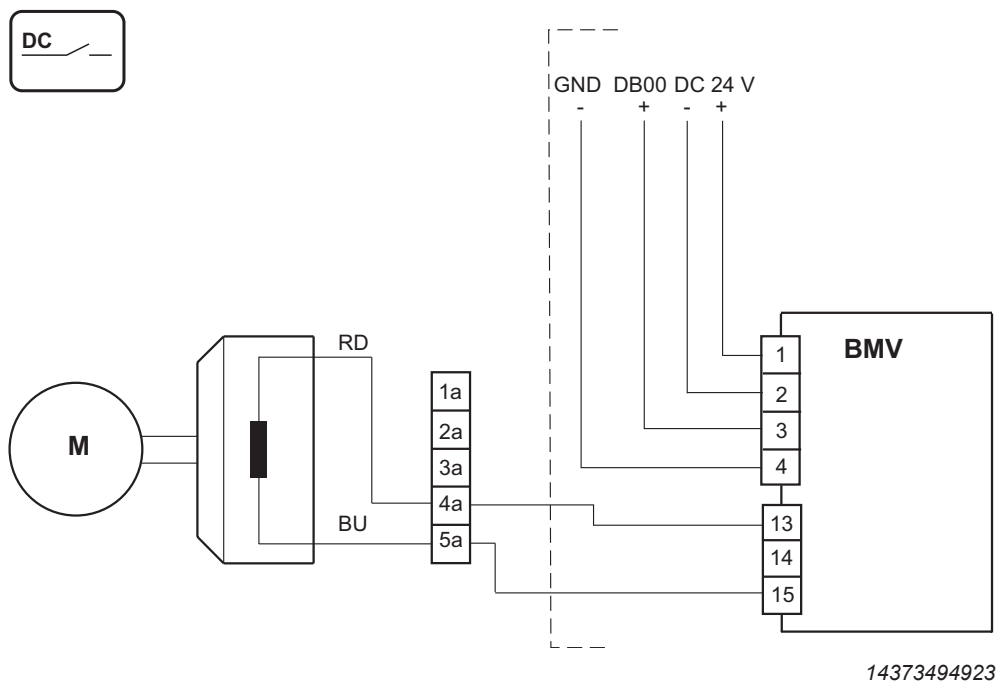 DC
GND DB00 DC 24 V
- + - +
BMV
1
2
3
4
13
14
15
RD
BU
1a
2a
3a
4a
5a
M
14373494923